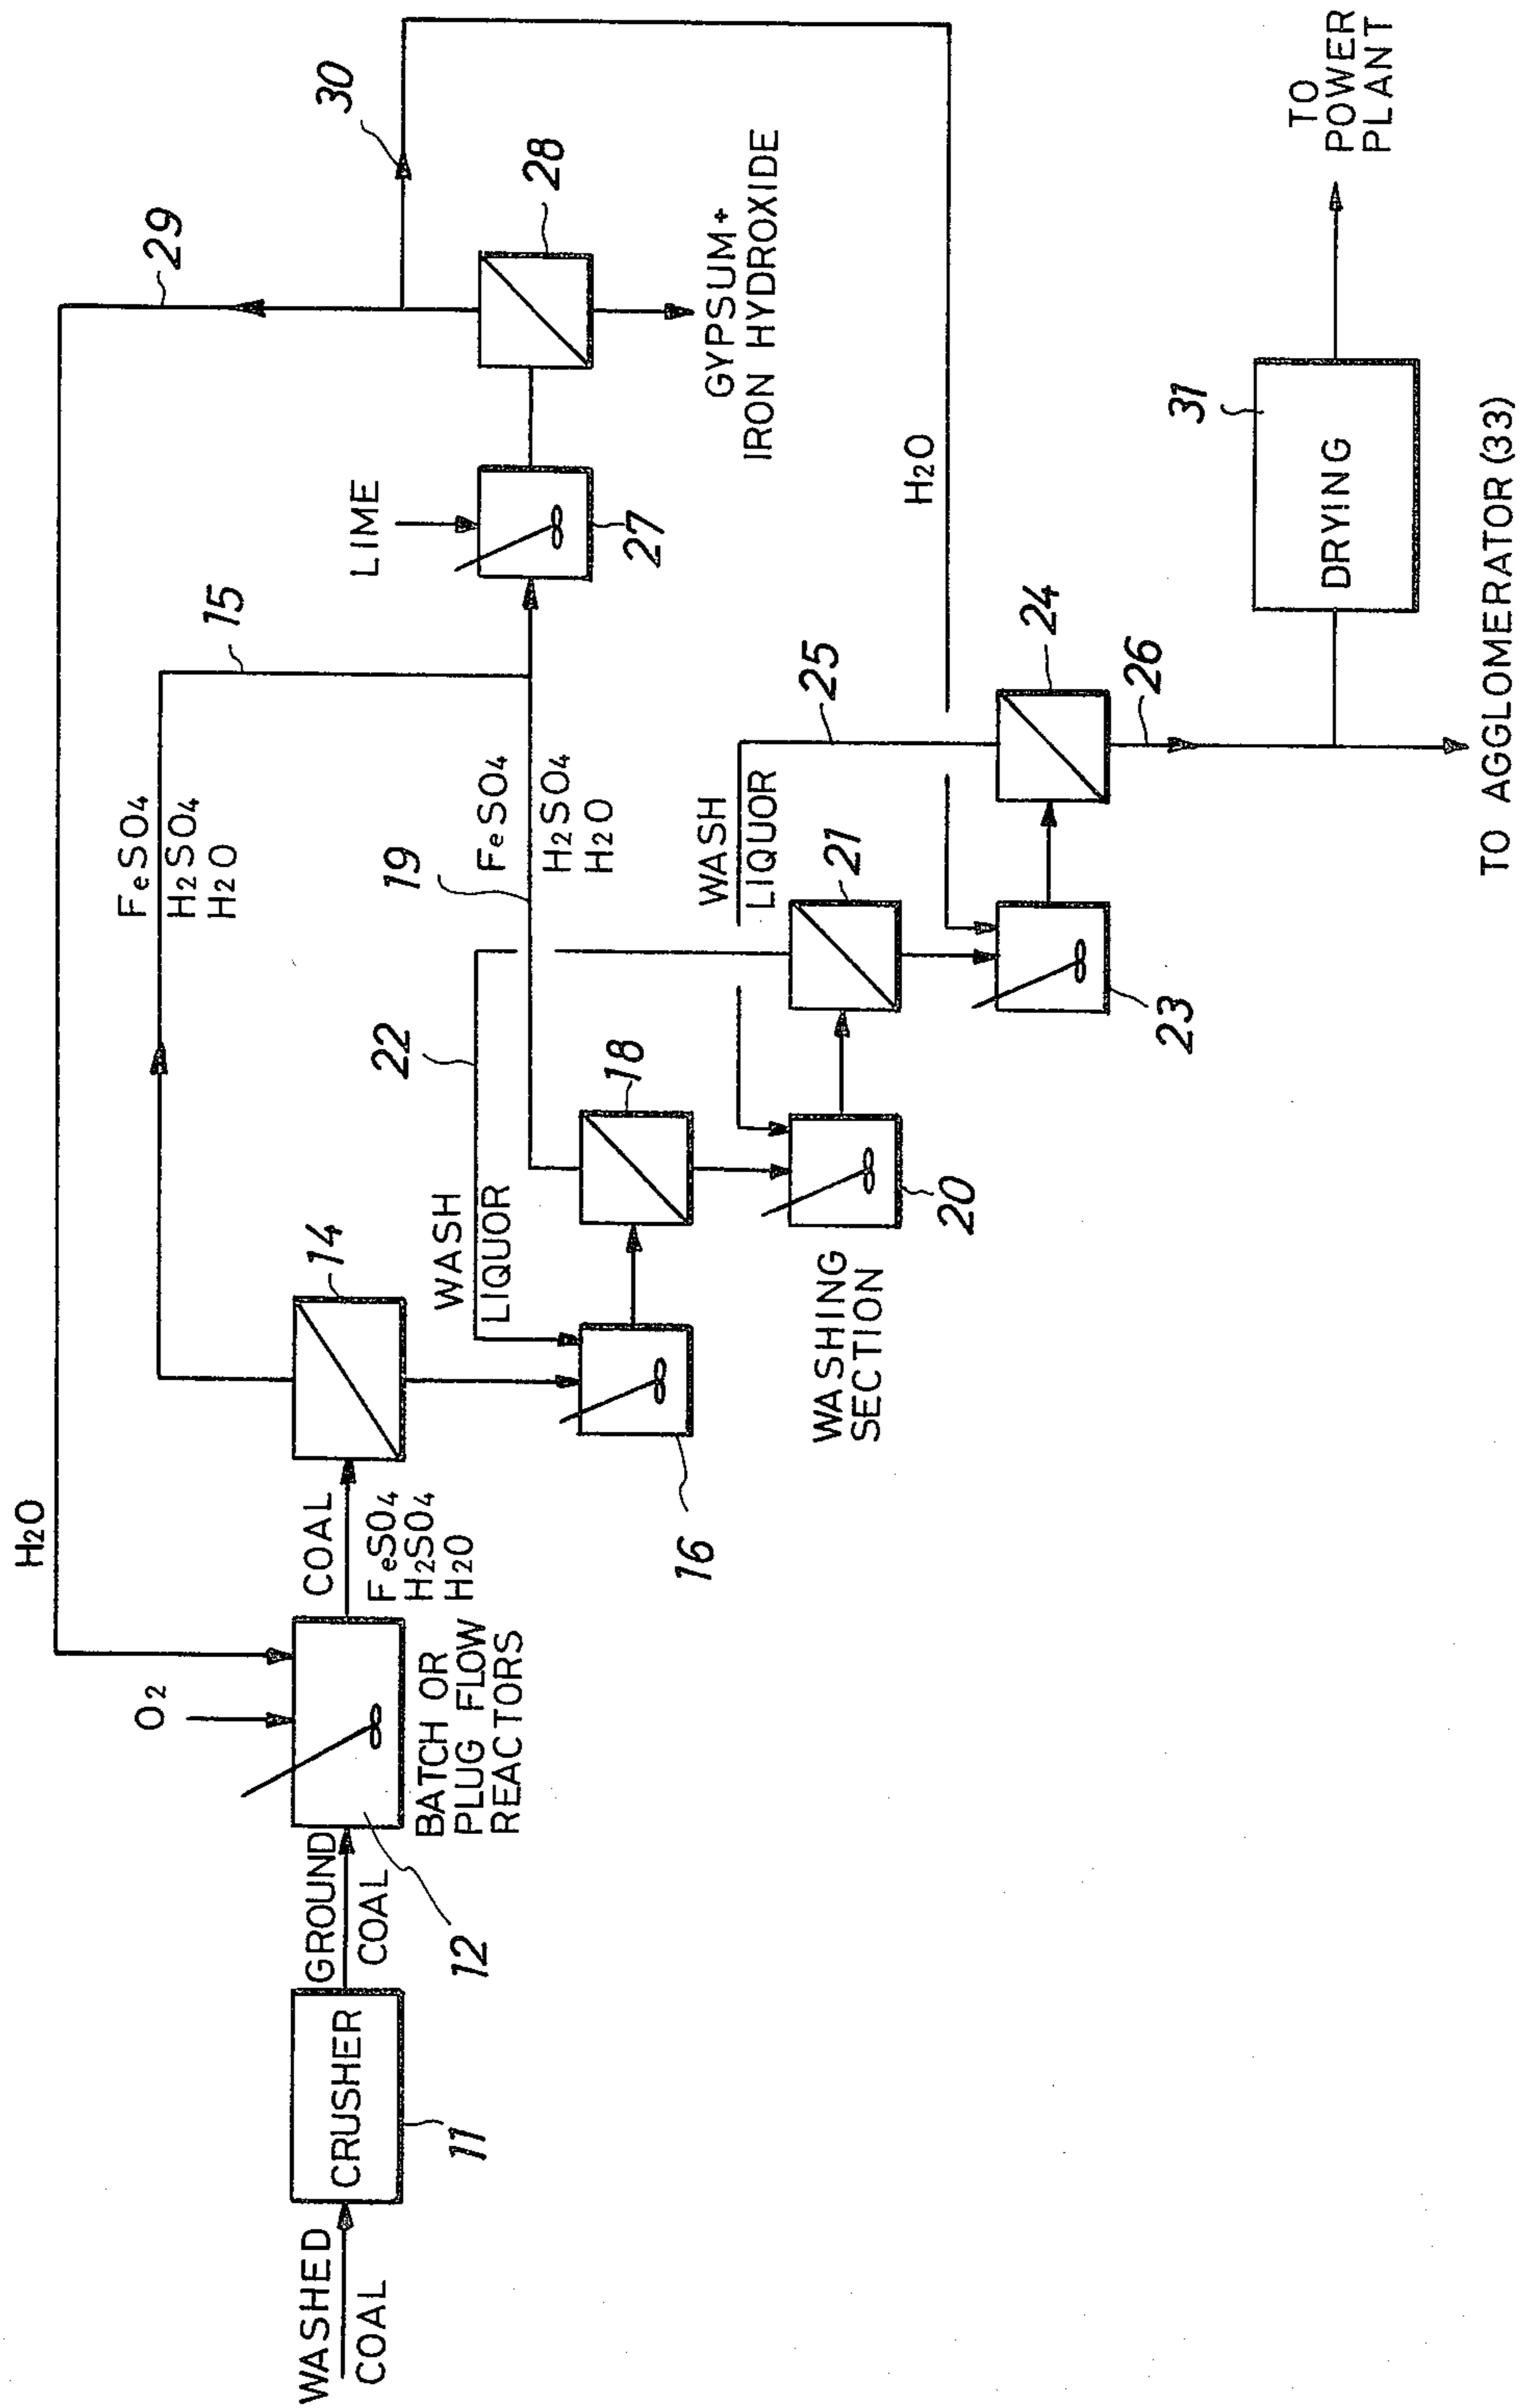 H2O
29
30
FeSO4
H2SO4
H2O
15
O2
LIME
28
14
22
19
FeSO4
H2SO4
H2O
27
GYPSUM+
IRON HYDROXIDE
WASHED
COAL
CRUSHER
11
GROUND
COAL
12
BATCH OR
PLUG FLOW
REACTORS
COAL
FeSO4
H2SO4
H2O
WASH
LIQUOR
16
18
WASHING
SECTION
20
21
WASH
LIQUOR
25
H2O
23
24
26
31
DRYING
TO
POWER
PLANT
TO AGGLOMERATOR (33)